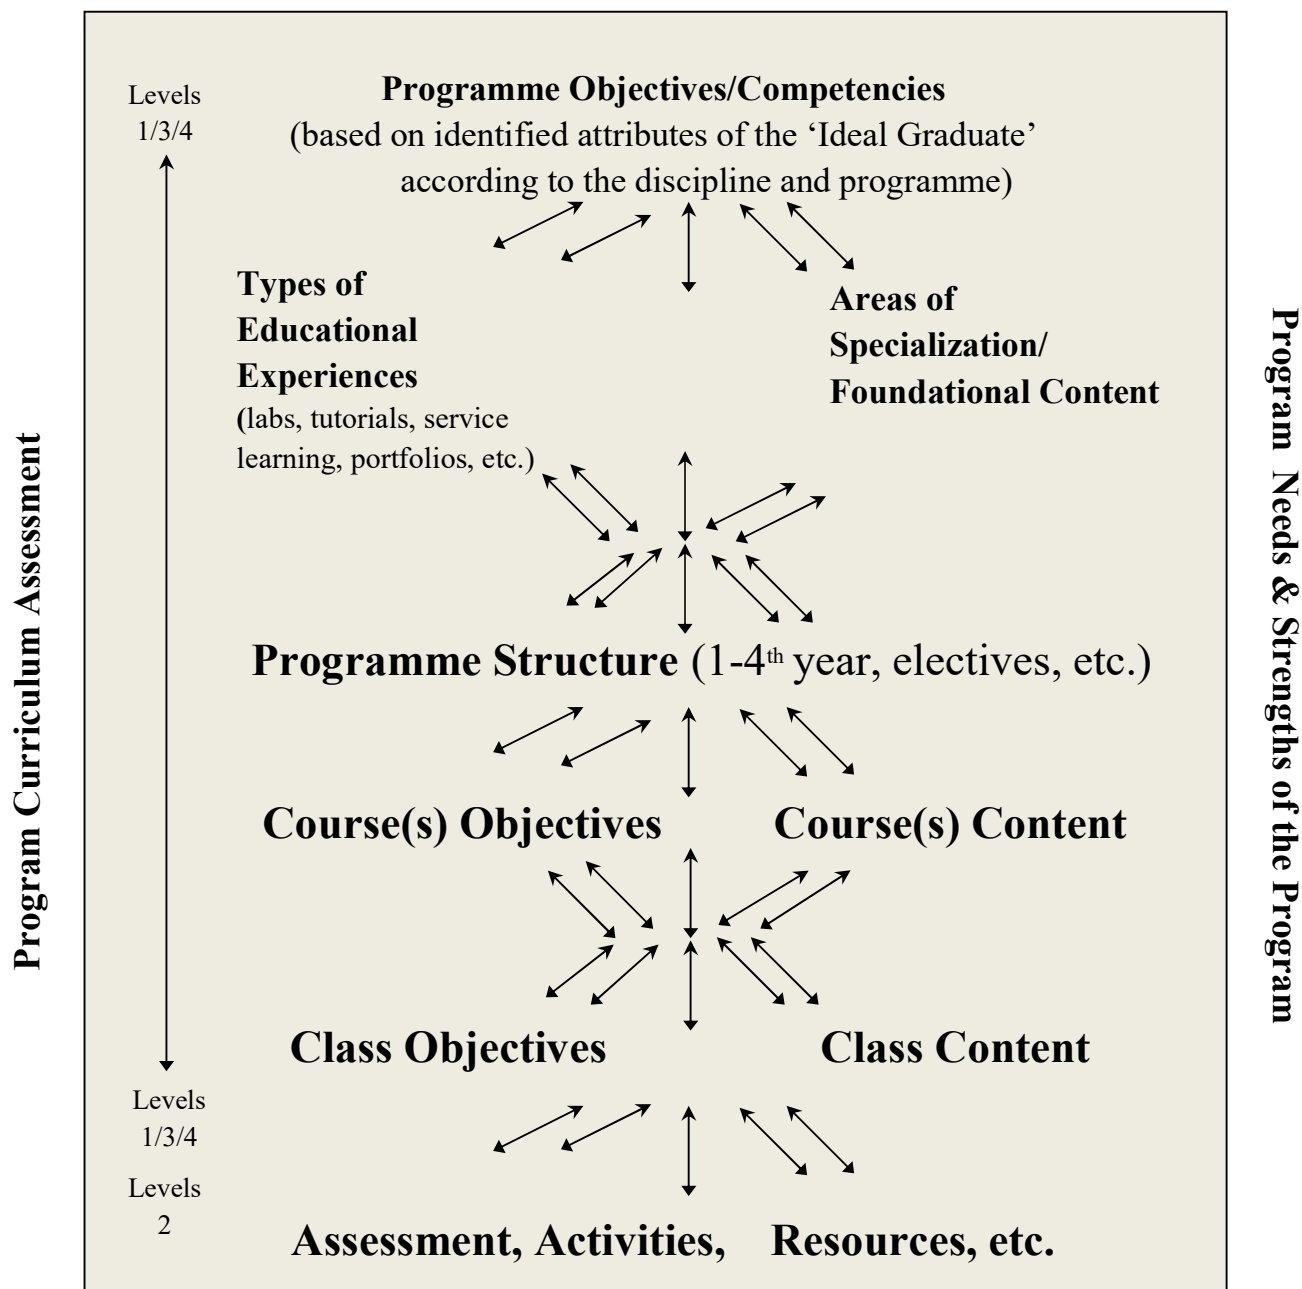 Levels
1/3/4
Programme Objectives/Competencies
(based on identified attributes of the ‘Ideal Graduate’
according to the discipline and programme)
Types of
Educational
Experiences
(labs, tutorials, service
learning, portfolios, etc.)
Areas of
Specialization/
Foundational Content
Programme Structure (1-4th year, electives, etc.)
Course(s) Objectives
Course(s) Content
Class Objectives
Class Content
Levels
1/3/4
Levels
2
Assessment, Activities, Resources, etc.
Program Curriculum Assessment
Program Needs & Strengths of the Program